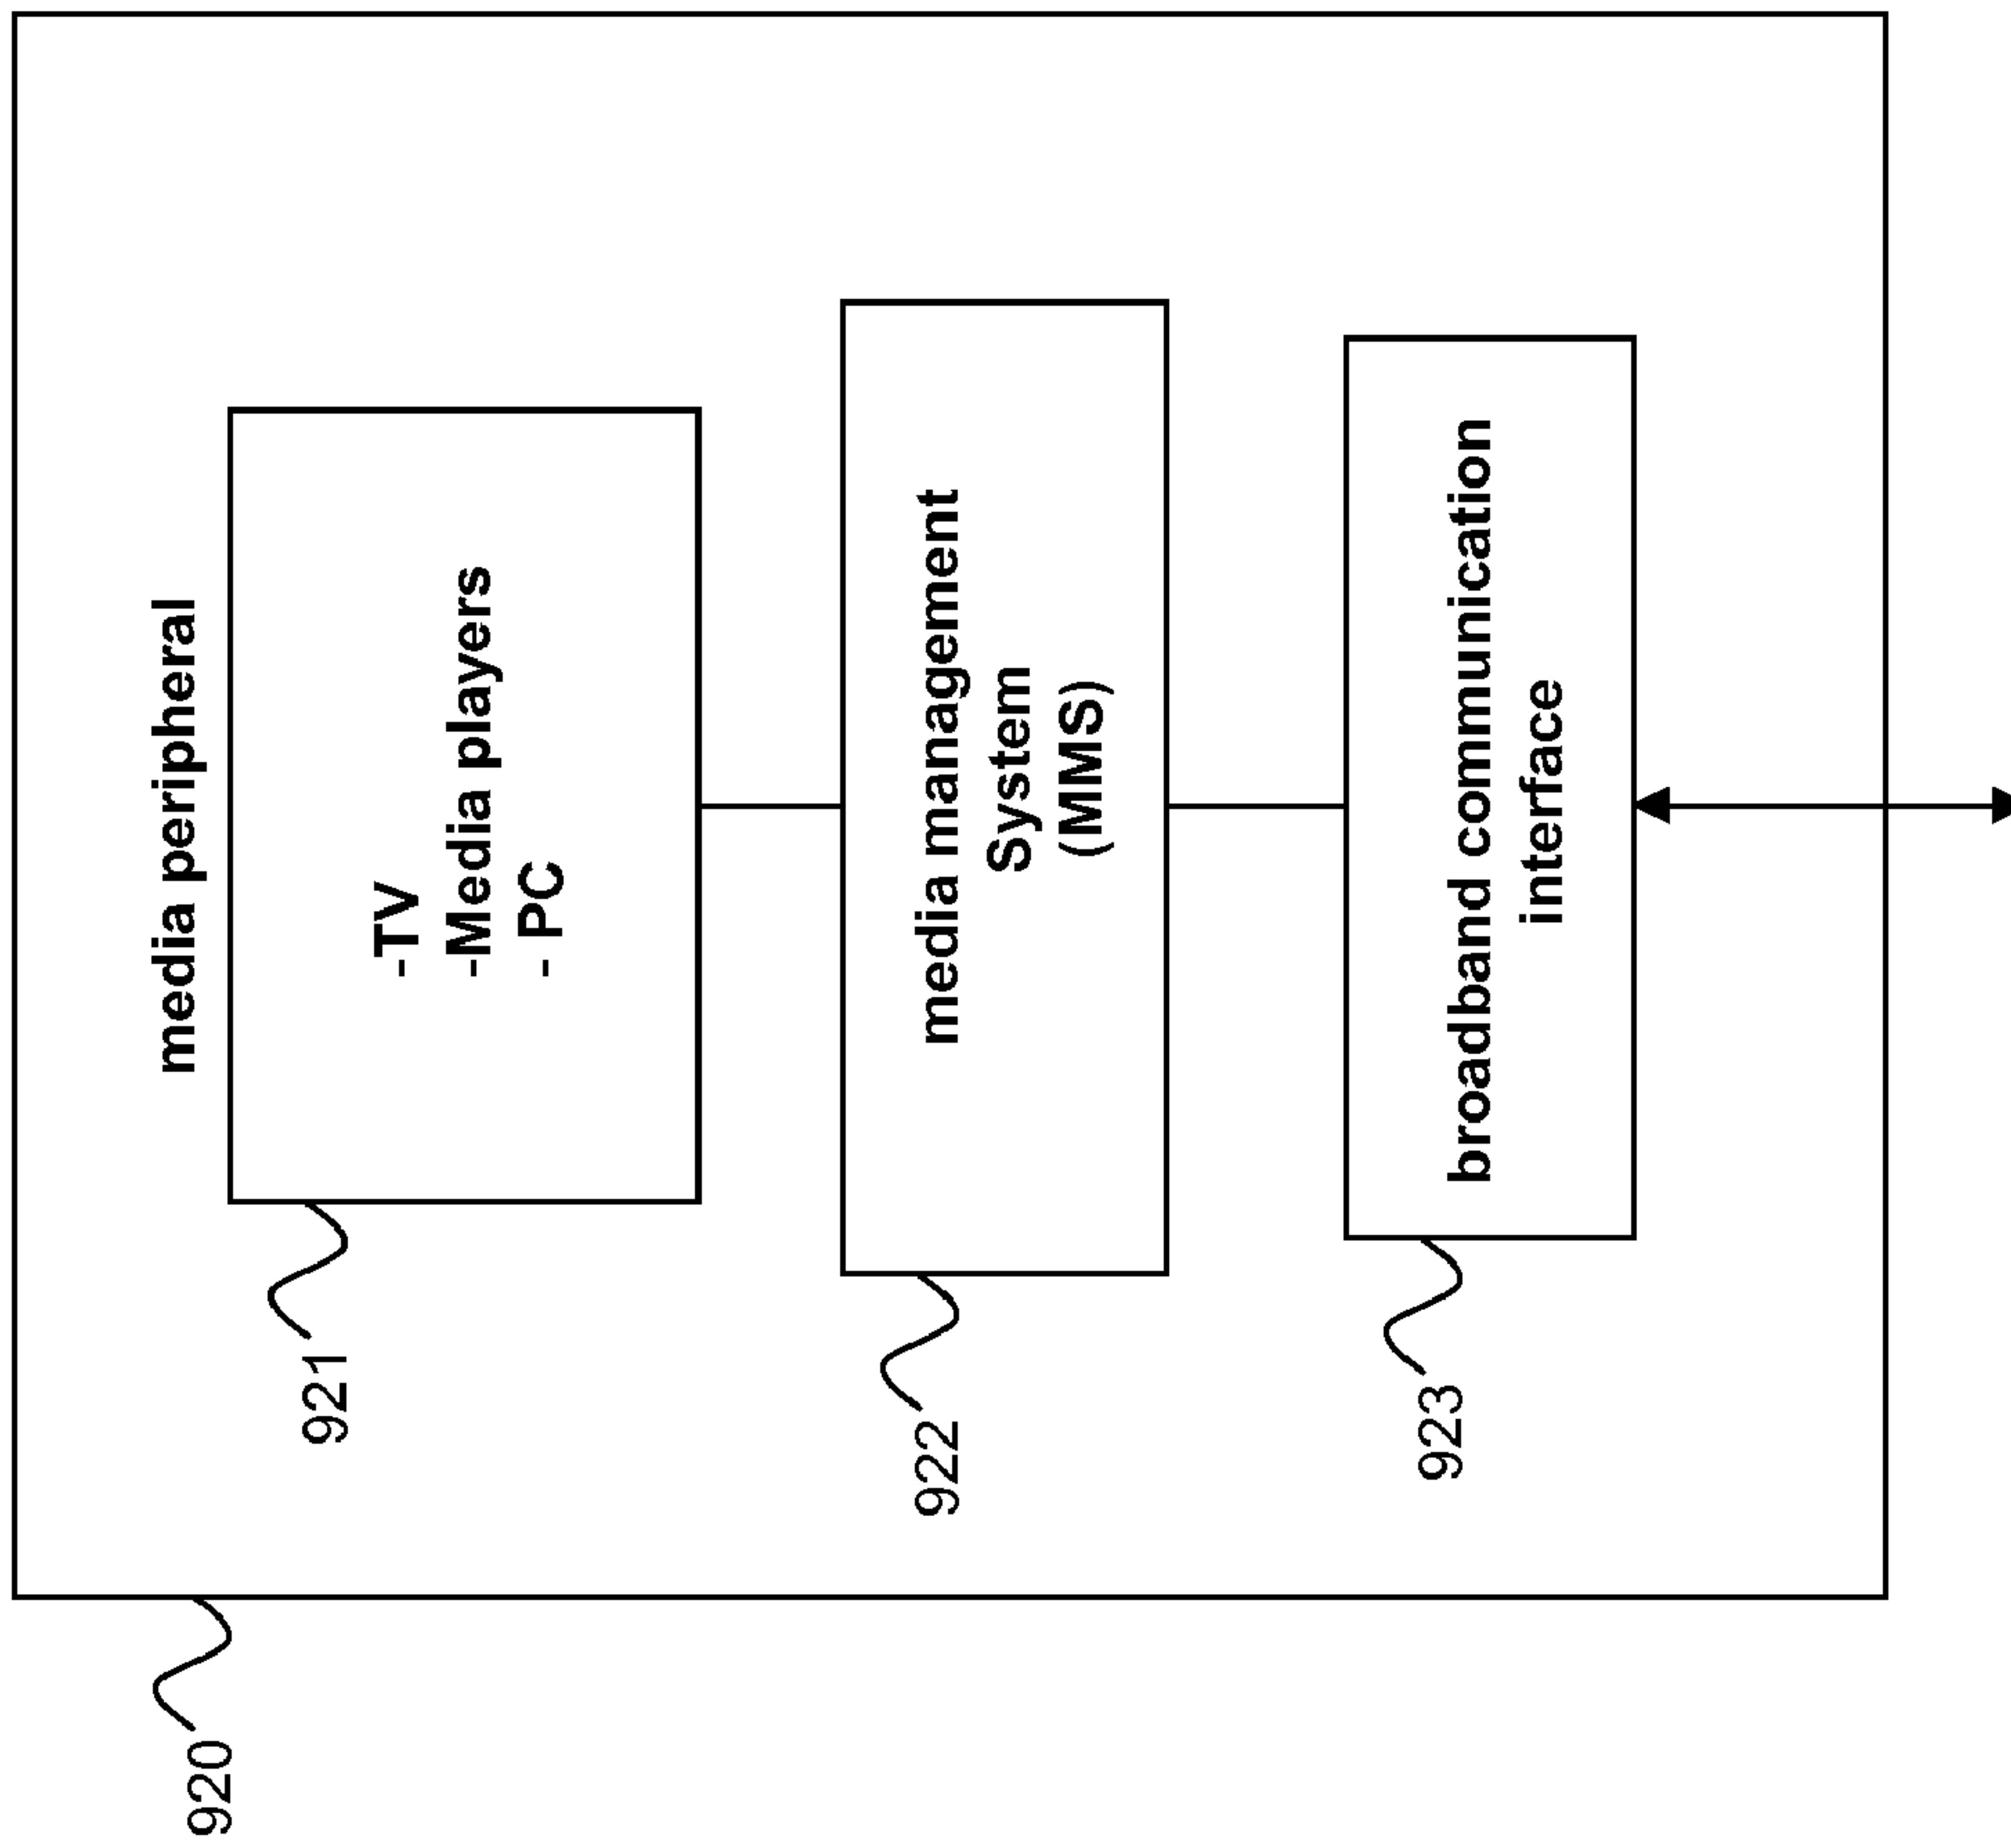 media peripheral
920
921
-TV
-Media players
- PC
922
media management
System
(MMS)
923
broadband communication
interface